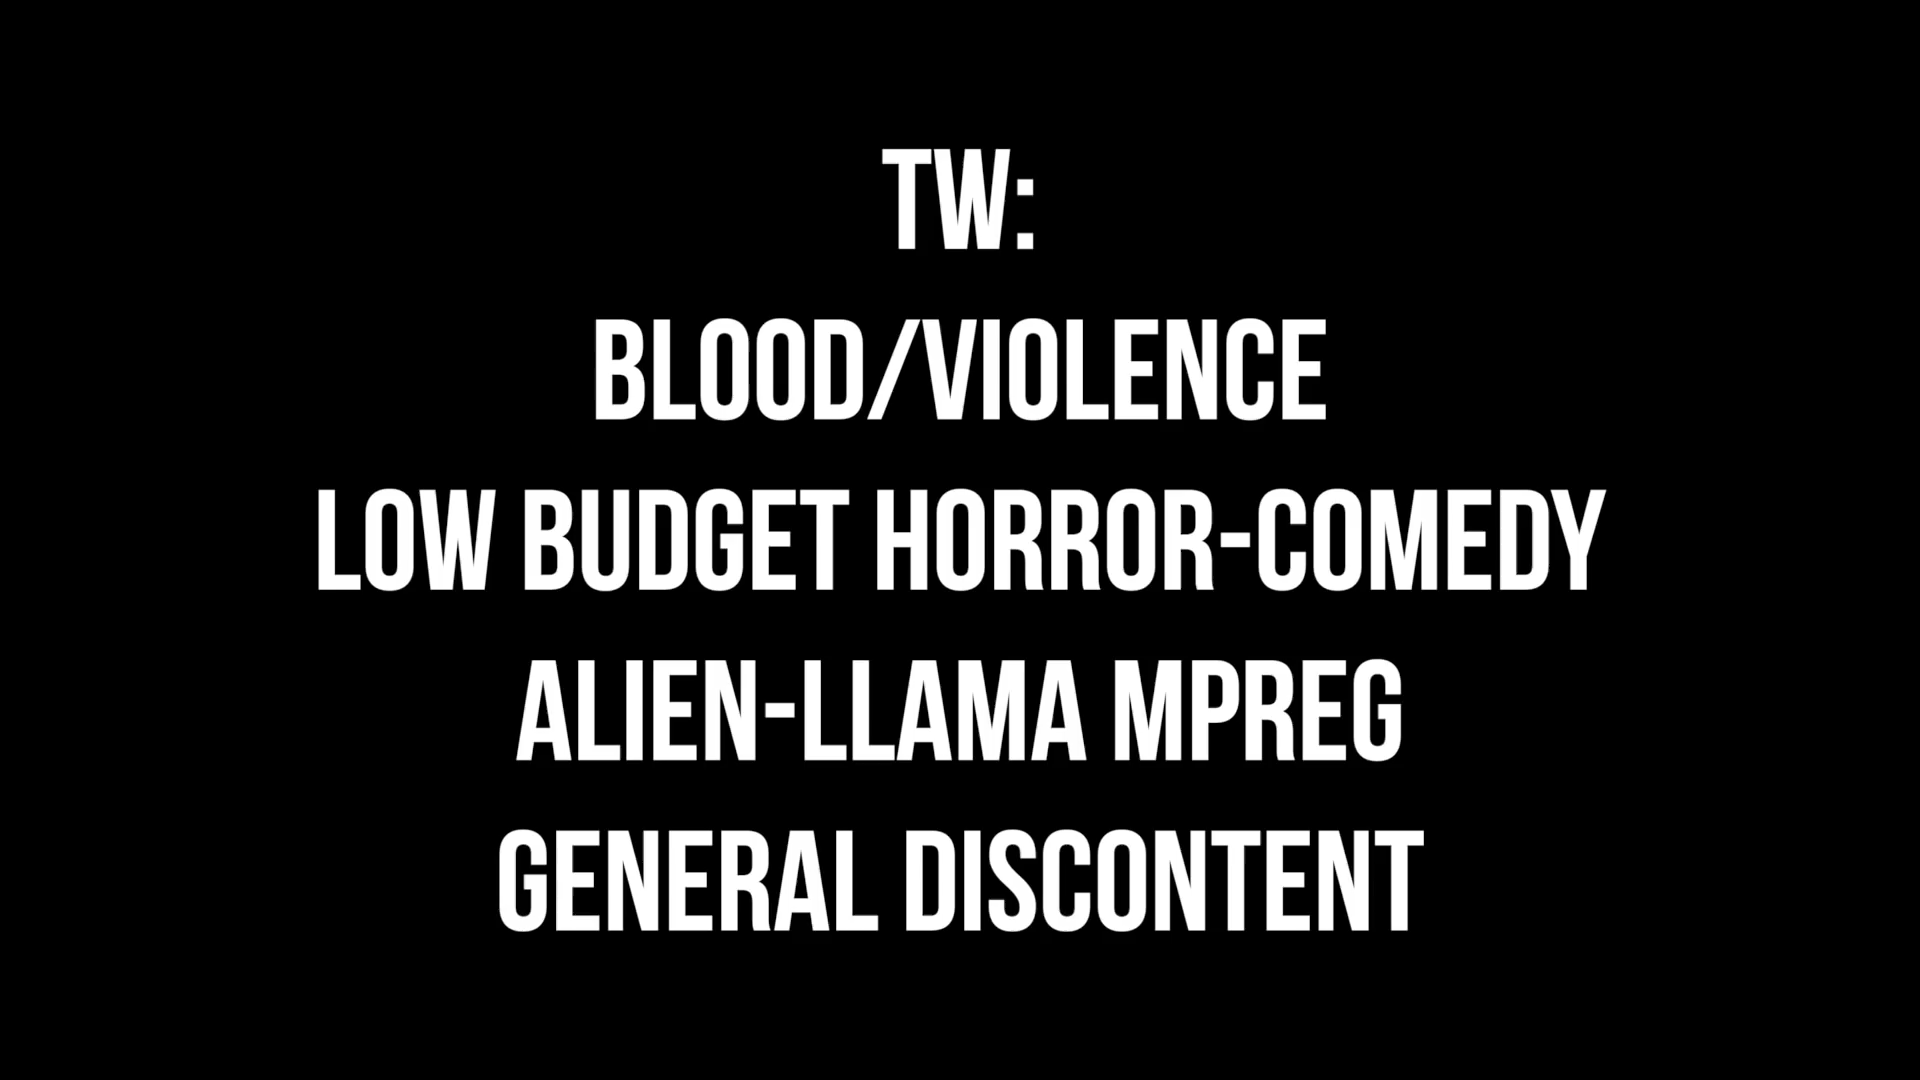 TW:
BLOOD/VIOLENCE
LOW BUDGET HORROR-COMEDY
ALIEN-LLAMA MPREG
GENERAL DISCONTENT